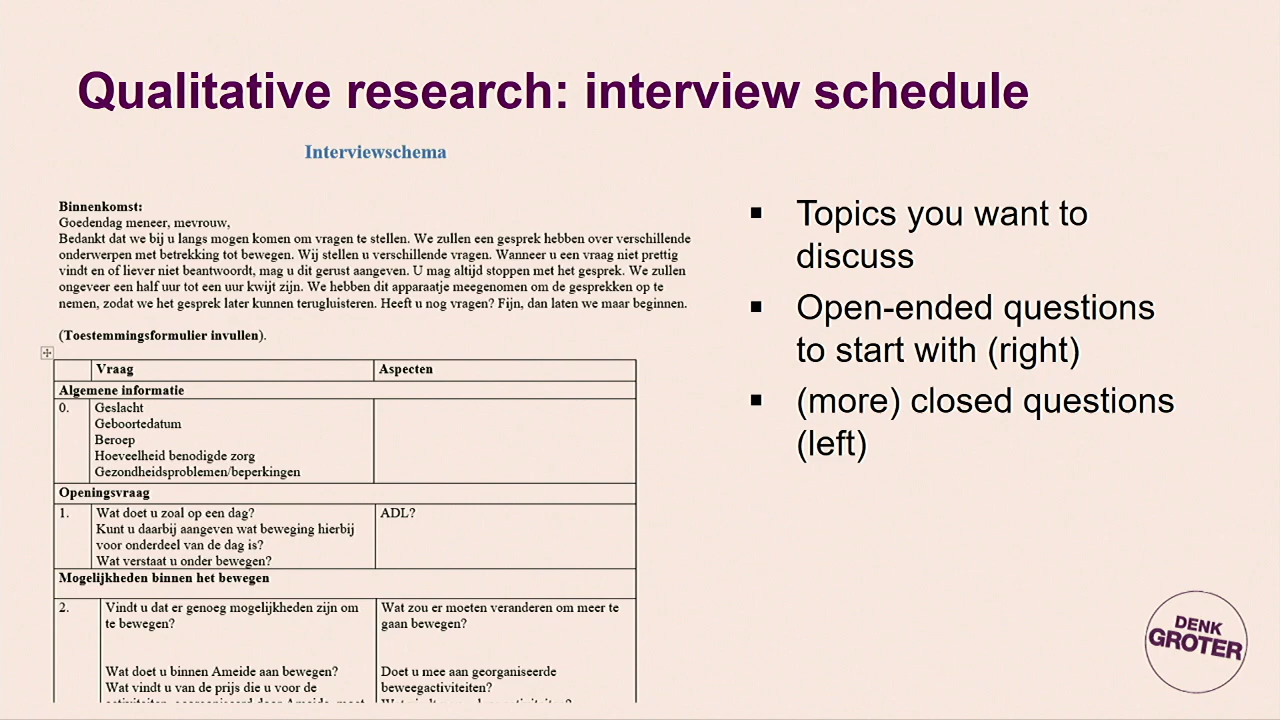 Qualitative research: interview schedule
Interviewschema
Binnenkomst:
Goedendag meneer, mevrouw,
Bedankt dat we bij u langs mogen komen om vragen te stellen. We zullen een gesprek hebben over verschillende
onderwerpen met betrekking tot bewegen. Wij stellen u verschillende vragen. Wanneer u een vraag niet prettig
vindt en of liever niet beantwoordt, mag u dit gerust aangeven. U mag altijd stoppen met het gesprek. We zullen
ongeveer een half uur tot een uur kwijt zijn. We hebben dit apparaatje meegenomen om de gesprekken op te
nemen, zodat we het gesprek later kunnen terugluisteren. Heeft u nog vragen? Fijn, dan laten we maar beginnen.
(Toestemmingsformulier invullen).
Vraag Aspecten
Algemene informatie
0. Geslacht
Geboortedatum
Beroep
Hoeveelheid benodigde zorg
Gezondheidsproblemen/beperkingen
Openingsvraag
1. Wat doet u zoal op een dag? ADL?
Kunt u daarbij aangeven wat beweging hierbij
voor onderdeel van de dag is?
Wat verstaat u onder bewegen?
Mogelijkheden binnen het bewegen
2. Vindt u dat er genoeg mogelijkheden zijn om
te bewegen?
Wat zou er moeten veranderen om meer te
gaan bewegen?
Wat doet u binnen Ameide aan bewegen?
Wat vindt u van de prijs die u voor de
Doet u mee aan georganiseerde
beweegactiviteiten?
▪ Topics you want to
discuss
▪ Open-ended questions
to start with (right)
▪ (more) closed questions
(left)
DENK
GROTER